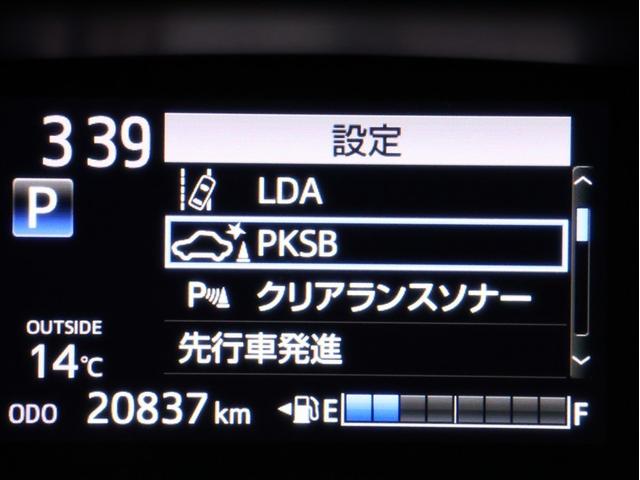 3 39
設定
LDA
P
PKSB
P クリアランスソナー
先行車発進
OUTSIDE
14℃
ODO 20837 km E F